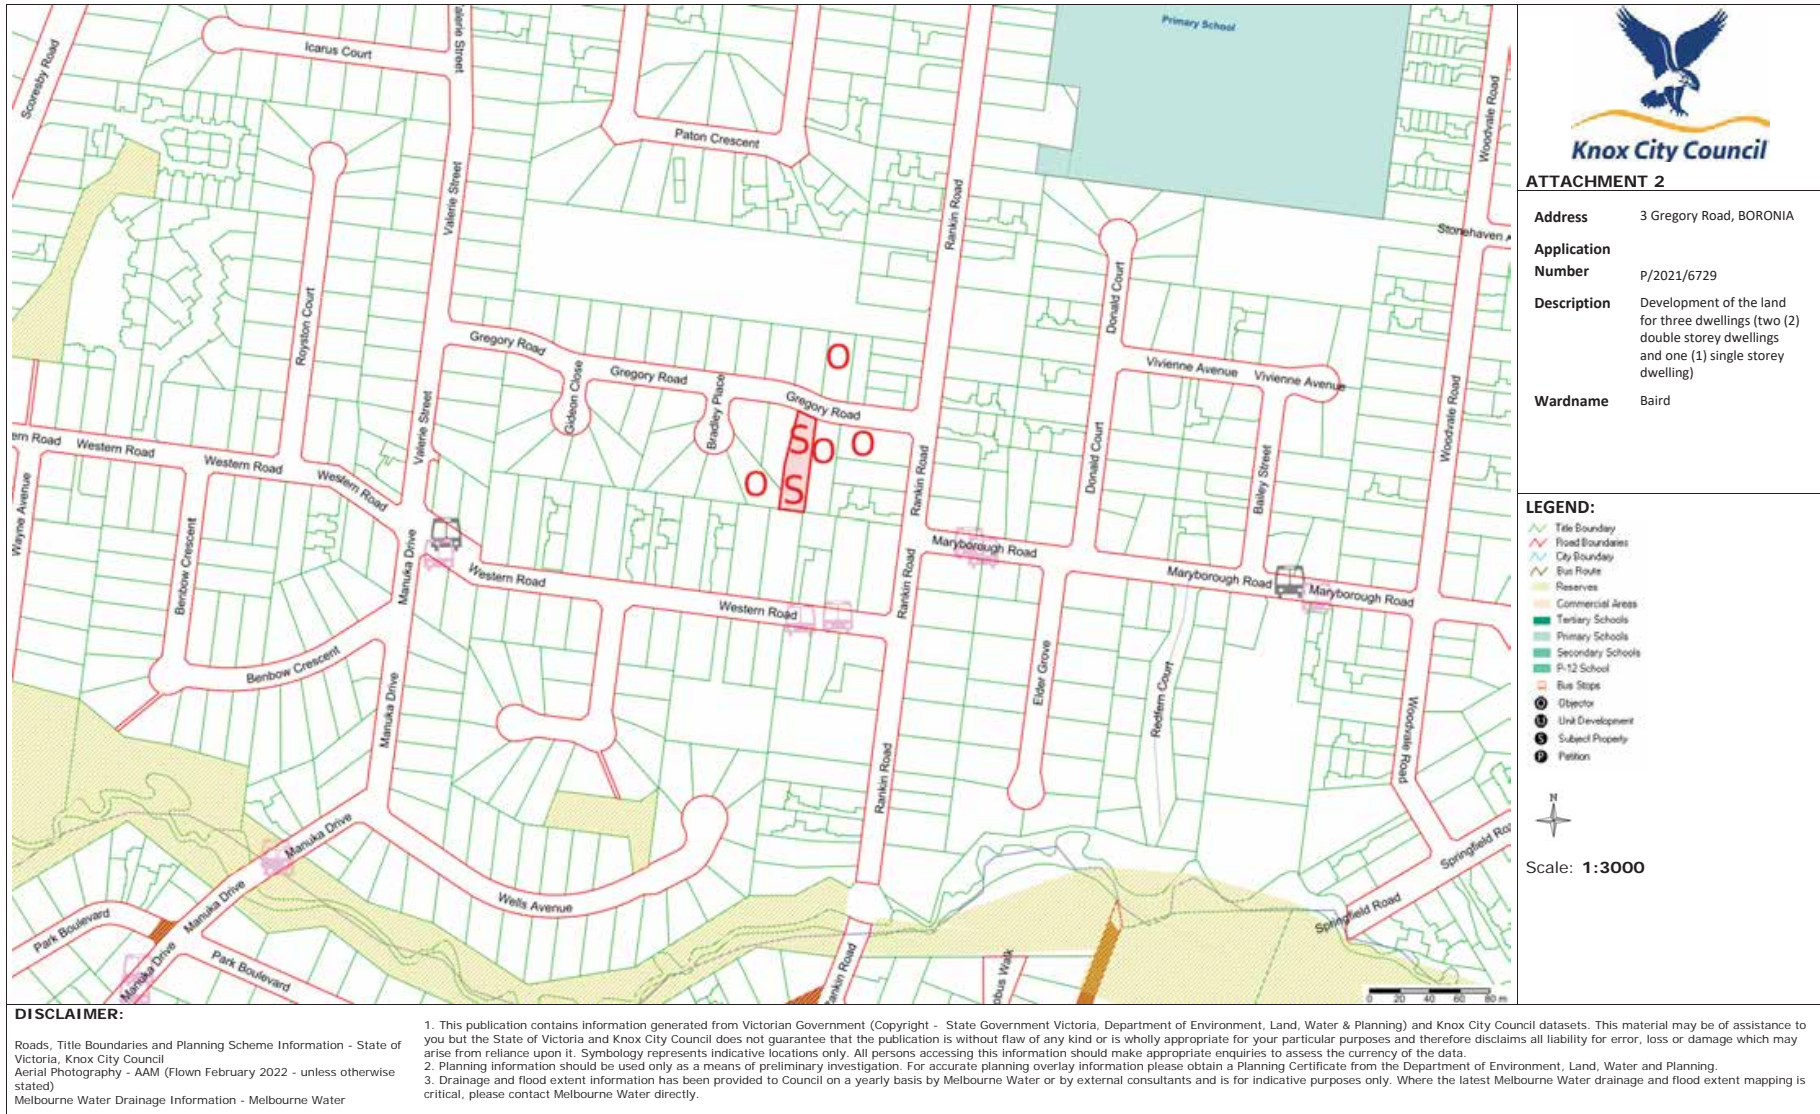 Primary School
Scoresby Road
Icarus Court
Valerie Street
Paton Crescent
Rankin Road
Woodvale Road
Valerie Street
Rankin Road
Stonehaven A
Royston Court
Donald Court
Gregory Road
Gideon Close
Gregory Road
Bradley Place
Gregory Road
Vivienne Avenue
Vivienne Avenue
O
S
O
O
O
S
Valerie Street
Western Road
Western Road
Western Road
Western Road
Rankin Road
Donald Court
Bailey Street
Woodvale Road
Wayne Avenue
Benbow Crescent
Manuka Drive
Western Road
Western Road
Rankin Road
Maryborough Road
Maryborough Road
Maryborough Road
Benbow Crescent
Manuka Drive
Elder Grove
Redfern Court
Woodvale Road
Rankin Road
Manuka Drive
Manuka Drive
Manuka Drive
Park Boulevard
Park Boulevard
Wells Avenue
Rankin Road
obus Walk
Springfield Road
Springfield Roa
0 20 40 60 80 m
Knox City Council
ATTACHMENT 2
Address 3 Gregory Road, BORONIA
Application
Number P/2021/6729
Description Development of the land
for three dwellings (two (2)
double storey dwellings
and one (1) single storey
dwelling)
Wardname Baird
LEGEND:
Title Boundary
Road Boundaries
City Boundary
Bus Route
Reserves
Commercial Areas
Tertiary Schools
Primary Schools
Secondary Schools
P-12 School
Bus Stops
O Objector
U Unit Development
S Subject Property
P Petition
N
Scale: 1:3000
DISCLAIMER:
Roads, Title Boundaries and Planning Scheme Information - State of
Victoria, Knox City Council
Aerial Photography - AAM (Flown February 2022 - unless otherwise
stated)
Melbourne Water Drainage Information - Melbourne Water
1. This publication contains information generated from Victorian Government (Copyright - State Government Victoria, Department of Environment, Land, Water & Planning) and Knox City Council datasets. This material may be of assistance to
you but the State of Victoria and Knox City Council does not guarantee that the publication is without flaw of any kind or is wholly appropriate for your particular purposes and therefore disclaims all liability for error, loss or damage which may
arise from reliance upon it. Symbology represents indicative locations only. All persons accessing this information should make appropriate enquiries to assess the currency of the data.
2. Planning information should be used only as a means of preliminary investigation. For accurate planning overlay information please obtain a Planning Certificate from the Department of Environment, Land, Water and Planning.
3. Drainage and flood extent information has been provided to Council on a yearly basis by Melbourne Water or by external consultants and is for indicative purposes only. Where the latest Melbourne Water drainage and flood extent mapping is
critical, please contact Melbourne Water directly.